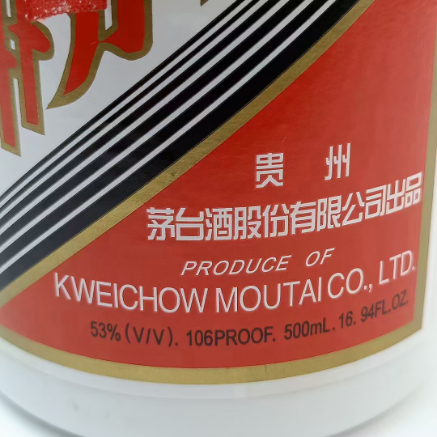 贵 州
茅台酒股份有限公司出品
PRODUCE OF
KWEICHOW MOUTAI CO., LTD.
53% (V/V). 106PROOF. 500mL. 16. 94FL.OZ.